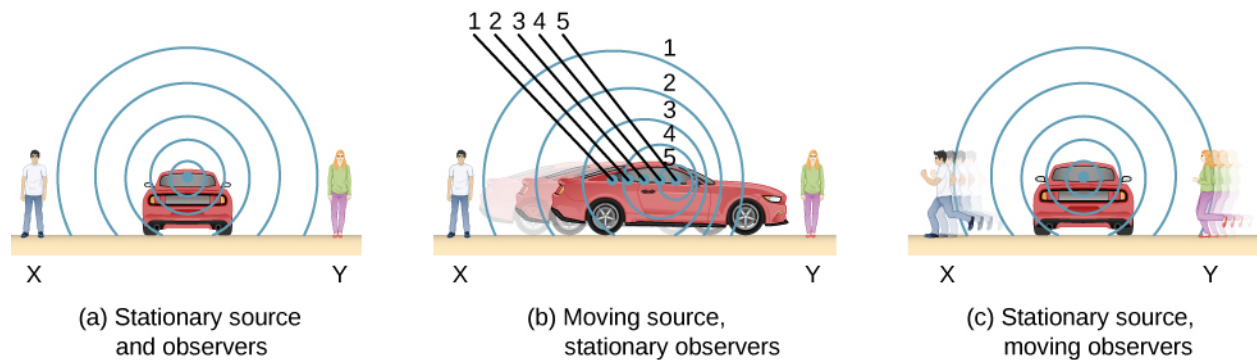 1 2 3 4 5
1
2
3
4
5
X Y
X Y
X Y
(a) Stationary source
and observers
(b) Moving source,
stationary observers
(c) Stationary source,
moving observers